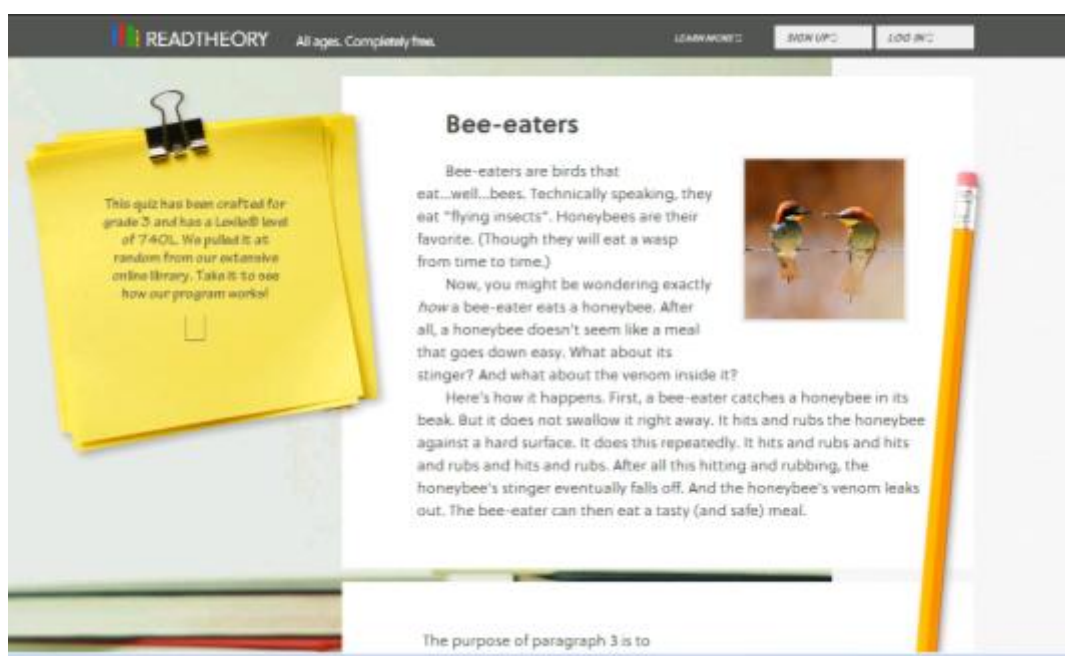 READTHEORY All ages. Completely free.
LEARN MORE
SIGN UP
LOG IN
This quiz has been crafted for
grade 3 and has a Lexile® level
of 740L. We pulled it at
random from our extensive
online library. Take it to see
how our program works!
Bee-eaters
Bee-eaters are birds that
eat...well...bees. Technically speaking, they
eat "flying insects". Honeybees are their
favorite. (Though they will eat a wasp
from time to time.)
Now, you might be wondering exactly
how a bee-eater eats a honeybee. After
all, a honeybee doesn't seem like a meal
that goes down easy. What about its
stinger? And what about the venom inside it?
Here's how it happens. First, a bee-eater catches a honeybee in its
beak. But it does not swallow it right away. It hits and rubs the honeybee
against a hard surface. It does this repeatedly. It hits and rubs and hits
and rubs and hits and rubs. After all this hitting and rubbing, the
honeybee's stinger eventually falls off. And the honeybee's venom leaks
out. The bee-eater can then eat a tasty (and safe) meal.
The purpose of paragraph 3 is to